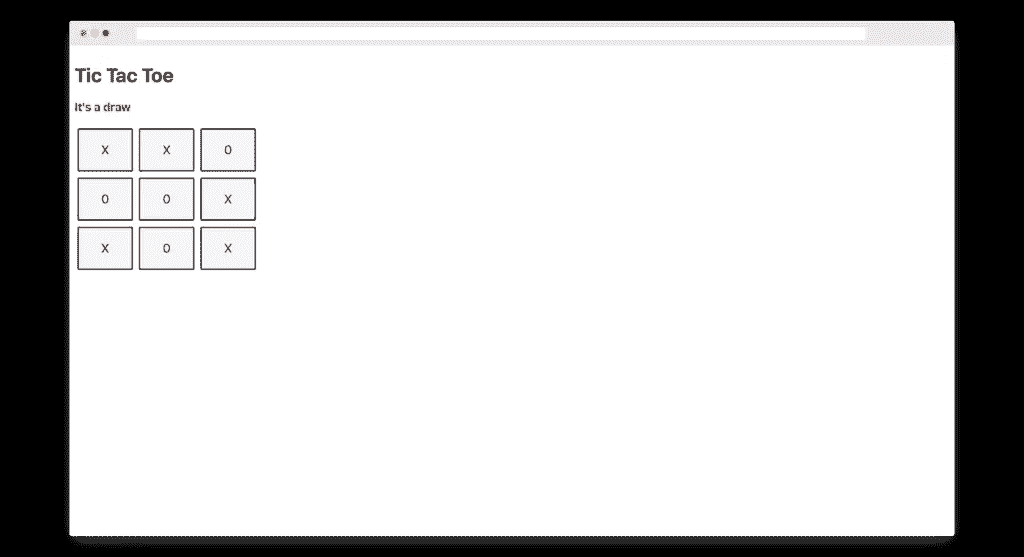 Tic Tac Toe
It's a draw
X X O
O O X
X O X